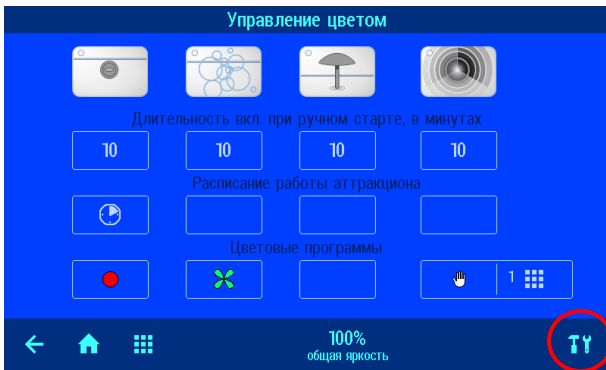 Управление цветом
Длительность вкл. при ручном старте, в минутах
10 10 10 10
Расписание работы аттракциона
Цветовые программы
1
100%
общая яркость